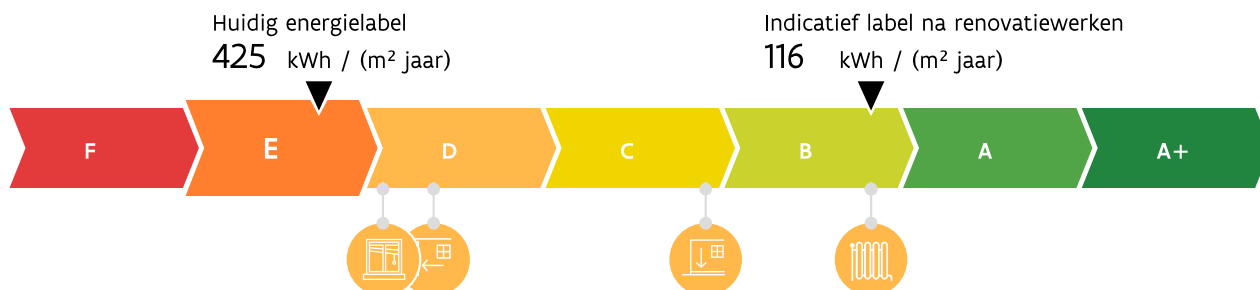 Huidig energielabel
425 kWh / (m² jaar)
Indicatief label na renovatiewerken
116 kWh / (m² jaar)
F E D C B A A+